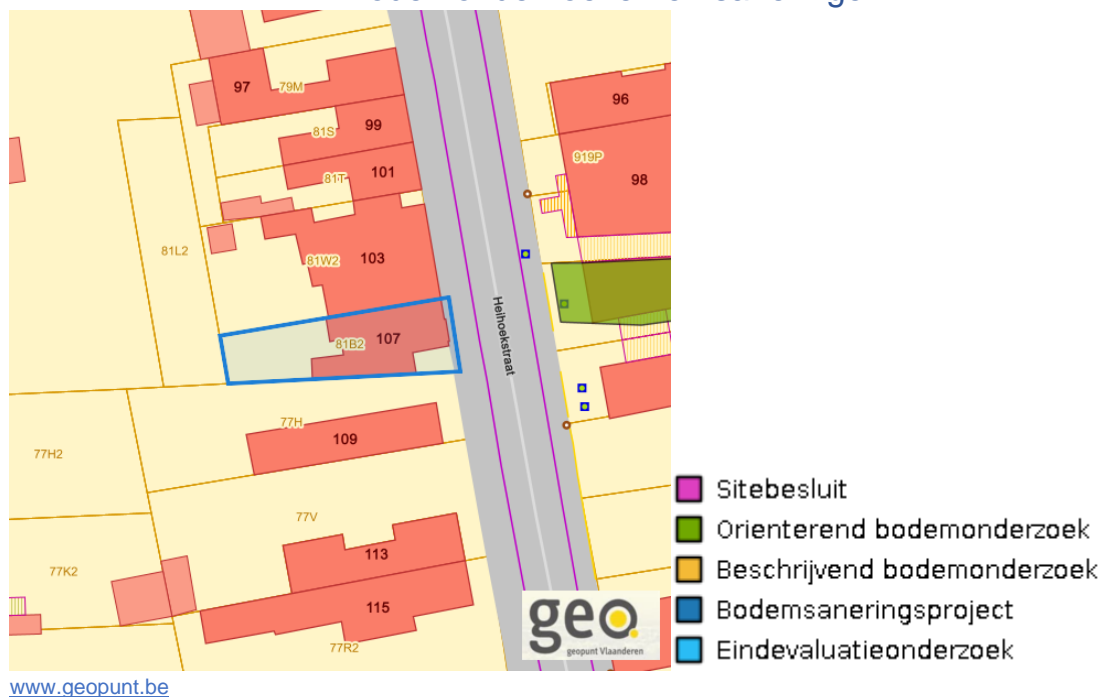 97
79M
96
99
81S
919P
101
81T
98
81L2
81W2
103
Heihoekstraat
81B2
107
77H
109
77H2
77V
77K2
113
115
77R2
geo
geopunt Vlaanderen
Sitebesluit
Orienterend bodemonderzoek
Beschrijvend bodemonderzoek
Bodemsaneringsproject
Eindevaluatieonderzoek
www.geopunt.be